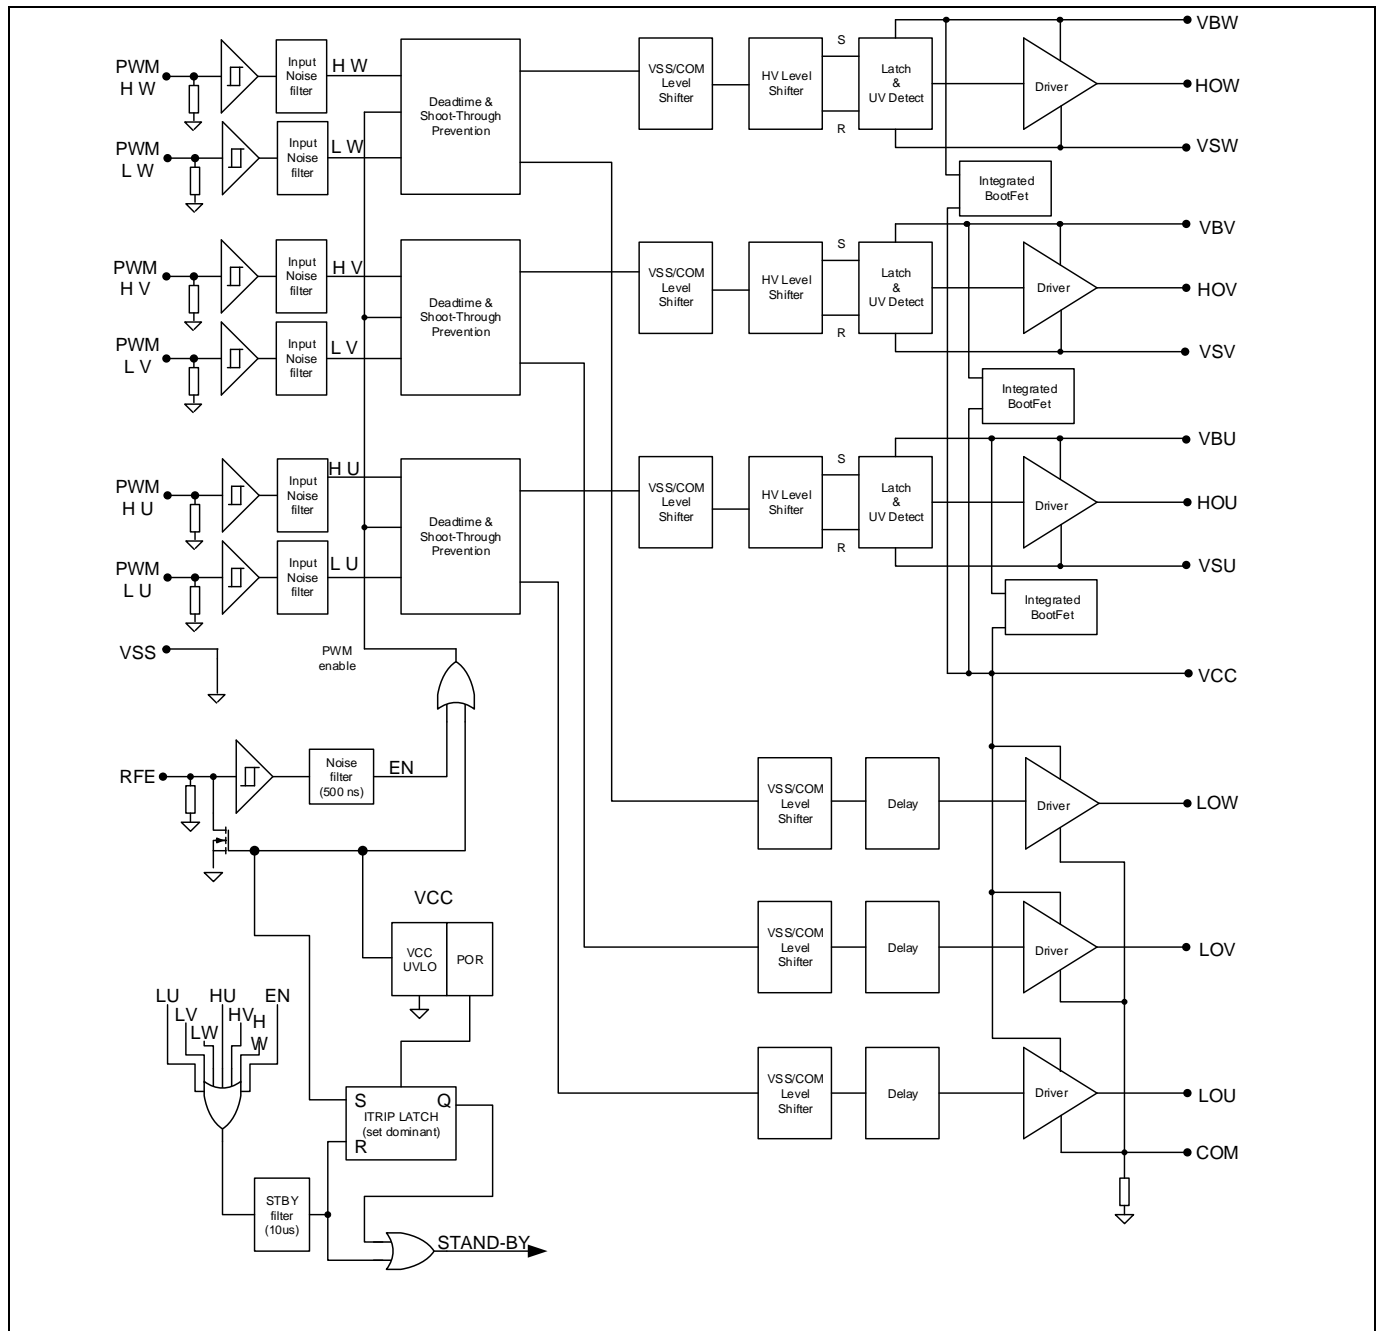 PWM
H W
Input
Noise
filter
H W
Deadtime &
Shoot-Through
Prevention
VSS/COM
Level
Shifter
HV Level
Shifter
S
R
Latch
&
UV Detect
Driver
VBW
HOW
VSW
PWM
L W
Input
Noise
filter
L W
Integrated
BootFet
PWM
H V
Input
Noise
filter
H V
Deadtime &
Shoot-Through
Prevention
VSS/COM
Level
Shifter
HV Level
Shifter
S
R
Latch
&
UV Detect
Driver
VBV
HOV
VSV
PWM
L V
Input
Noise
filter
L V
Integrated
BootFet
PWM
H U
Input
Noise
filter
H U
Deadtime &
Shoot-Through
Prevention
VSS/COM
Level
Shifter
HV Level
Shifter
S
R
Latch
&
UV Detect
Driver
VBU
HOU
VSU
PWM
L U
Input
Noise
filter
L U
Integrated
BootFet
VSS
PWM
enable
VCC
RFE
Noise
filter
(500 ns)
EN
VSS/COM
Level
Shifter
Delay
Driver
LOW
VCC
VCC
UVLO
POR
VSS/COM
Level
Shifter
Delay
Driver
LOV
LU
LV
LW
HU
HV
H
W
EN
S
Q
ITRIP LATCH
(set dominant)
R
VSS/COM
Level
Shifter
Delay
Driver
LOU
COM
STBY
filter
(10us)
STAND-BY